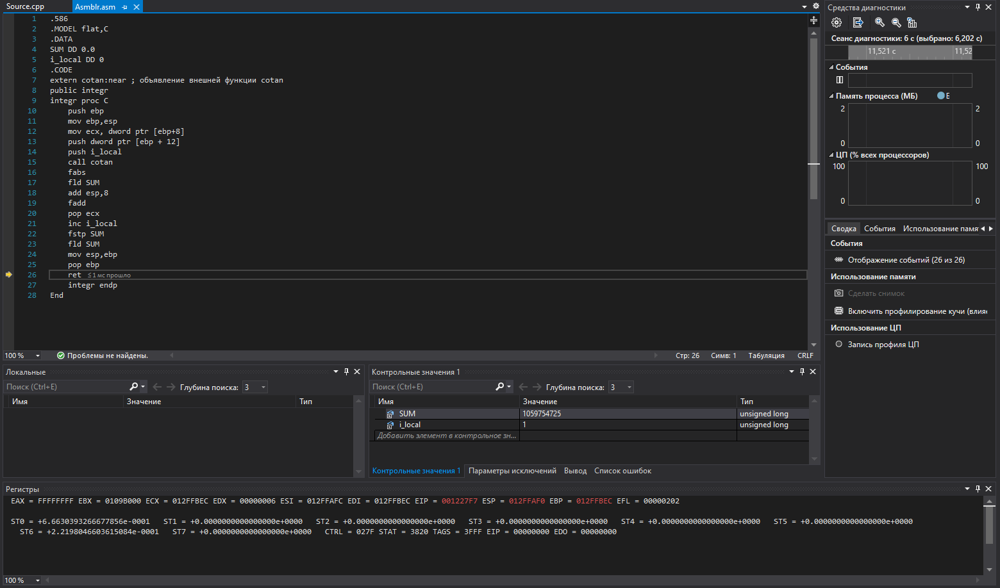 Source.cpp
Asmblr.asm
1 .586
2 .MODEL flat,C
3 .DATA
4 SUM DD 0.0
5 i_local DD 0
6 .CODE
7 extern cotan:near ; объявление внешней функции cotan
8 public integr
9 integr proc C
10 push ebp
11 mov ebp,esp
12 mov ecx, dword ptr [ebp+8]
13 push dword ptr [ebp + 12]
14 push i_local
15 call cotan
16 fabs
17 fld SUM
18 add esp,8
19 fadd
20 pop ecx
21 inc i_local
22 fstp SUM
23 fld SUM
24 mov esp,ebp
25 pop ebp
26 ret ≤ 1 мс прошло
27 integr endp
28 End
100 % Проблемы не найдены. Стр: 26 Симв: 1 Табуляция CRLF
Локальные
Поиск (Ctrl+E) Глубина поиска: 3
Имя Значение Тип
Контрольные значения 1
Поиск (Ctrl+E) Глубина поиска: 3
Имя Значение Тип
SUM 1059754725 unsigned long
i_local 1 unsigned long
Добавить элемент в контрольное зн...
Контрольные значения 1 Параметры исключений Вывод Список ошибок
Регистры
EAX = FFFFFFFF EBX = 0109B000 ECX = 012FFBEC EDX = 00000006 ESI = 012FFAFC EDI = 012FFBEC EIP = 001227F7 ESP = 012FFAF0 EBP = 012FFBEC EFL = 00000202
ST0 = +6.6630393266677856e-0001 ST1 = +0.0000000000000000e+0000 ST2 = +0.0000000000000000e+0000 ST3 = +0.0000000000000000e+0000 ST4 = +0.0000000000000000e+0000 ST5 = +0.0000000000000000e+0000
ST6 = +2.2198046603615084e-0001 ST7 = +0.0000000000000000e+0000 CTRL = 027F STAT = 3820 TAGS = 3FFF EIP = 00000000 EDO = 00000000
100 %
Средства диагностики
Сеанс диагностики: 6 с (выбрано: 6,202 с)
11,521 с 11,52
События
Память процесса (МБ) Б
2 2
0 0
ЦП (% всех процессоров)
100 100
0 0
Сводка События Использование памя
События
Отображение событий (26 из 26)
Использование памяти
Сделать снимок
Включить профилирование кучи (влия
Использование ЦП
Запись профиля ЦП